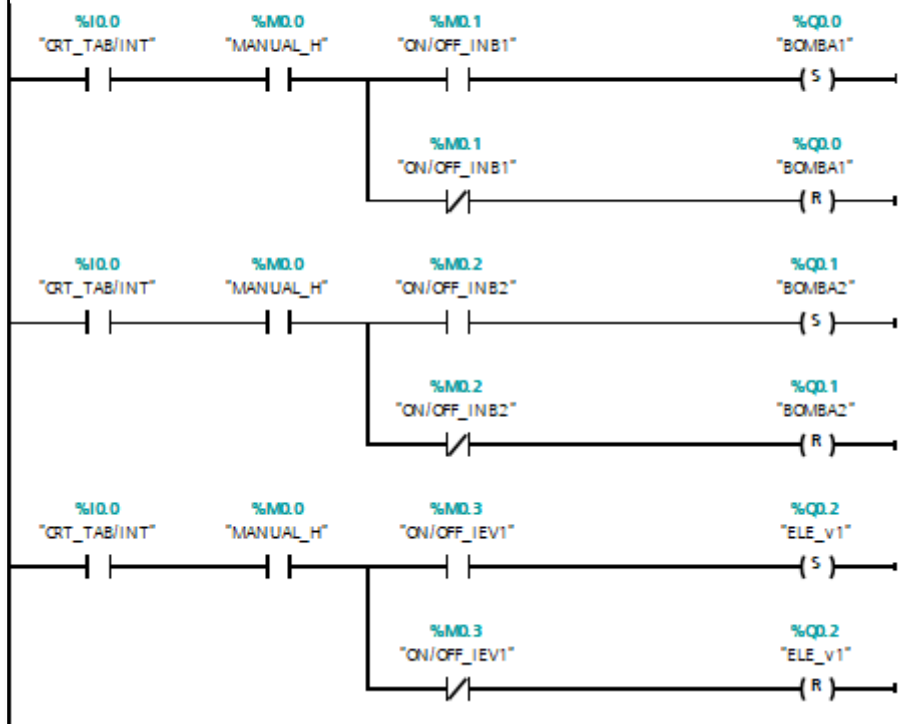 %I0.0 %M0.0 %M0.1 %Q0.0
"CRT_TAB/INT" "MANUAL_H" "ON/OFF_INB1" "BOMBA1"
S
%M0.1 %Q0.0
"ON/OFF_INB1" "BOMBA1"
R
%I0.0 %M0.0 %M0.2 %Q0.1
"CRT_TAB/INT" "MANUAL_H" "ON/OFF_INB2" "BOMBA2"
S
%M0.2 %Q0.1
"ON/OFF_INB2" "BOMBA2"
R
%I0.0 %M0.0 %M0.3 %Q0.2
"CRT_TAB/INT" "MANUAL_H" "ON/OFF_IEV1" "ELE_v1"
S
%M0.3 %Q0.2
"ON/OFF_IEV1" "ELE_v1"
R